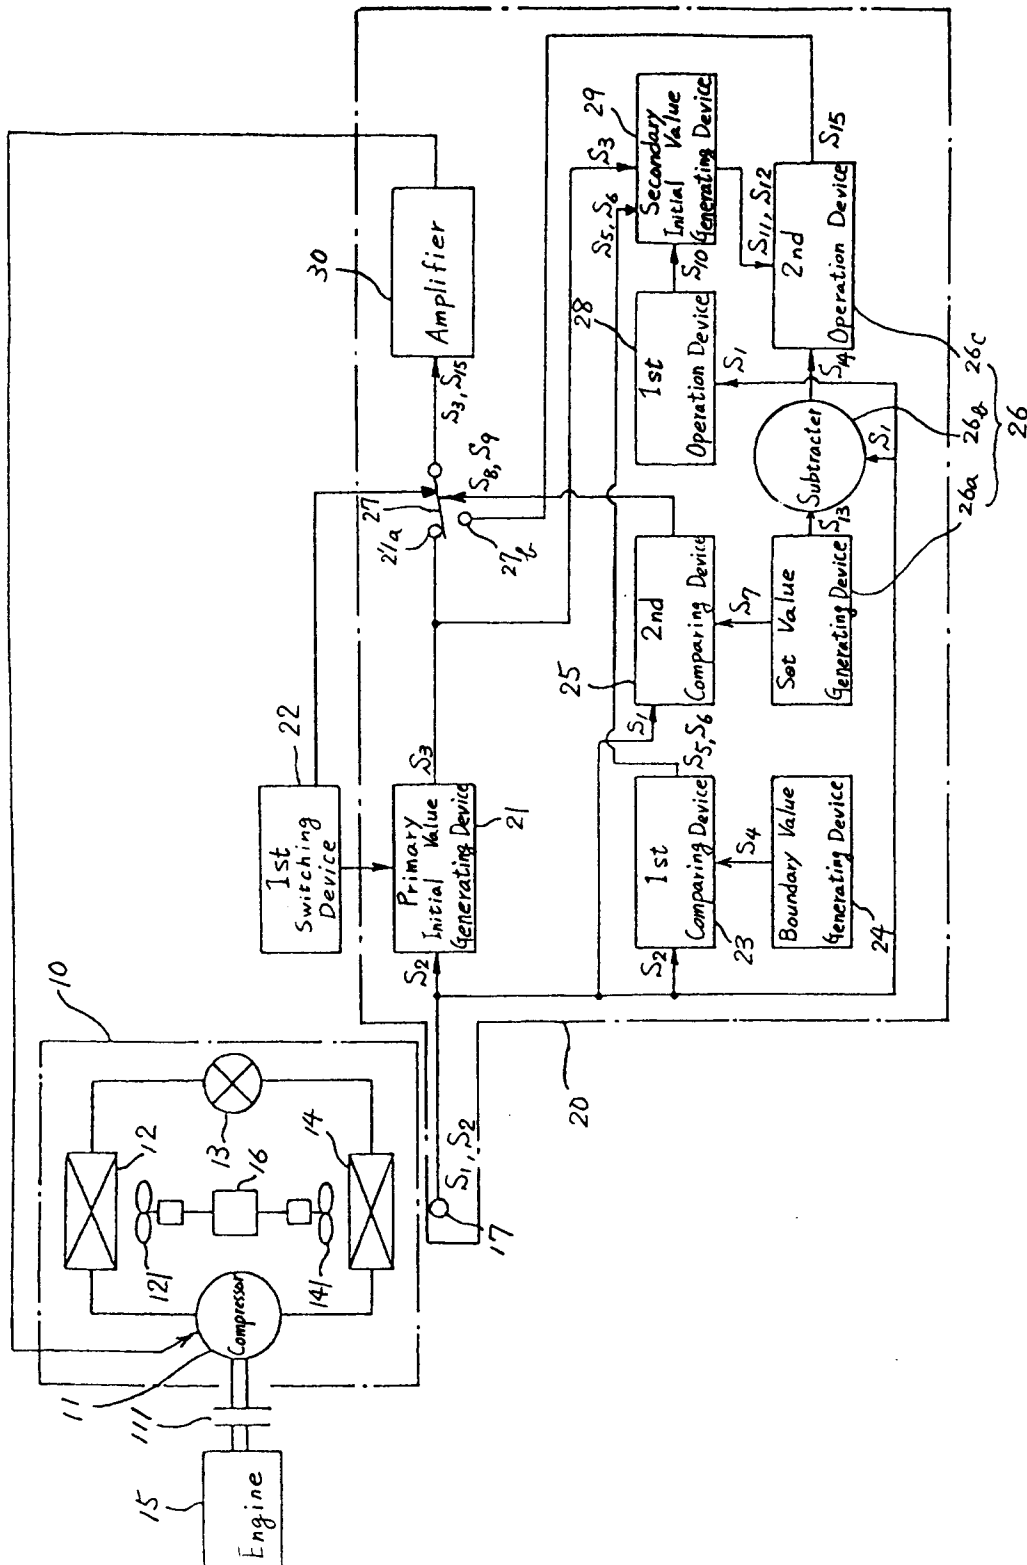 15
Engine
111
11
Compressor
10
12
121
13
16
14
141
17
S1, S2
20
22
1st
Switching
Device
S2
Primary
Initial Value
Generating Device
21
S3
21a
27
27b
S8, S9
S3, S15
30
Amplifier
S2
1st
Comparing Device
23
S5, S6
S4
Boundary Value
Generating Device
24
S1
25
2nd
Comparing Device
S7
Set Value
Generating Device
S13
26a
Subtracter
S1
26b
S14
26c
26
28
1st
Operation Device
S1
S10
S5, S6
S3
29
Secondary
Initial Value
Generating Device
S11, S12
2nd
Operation Device
S15